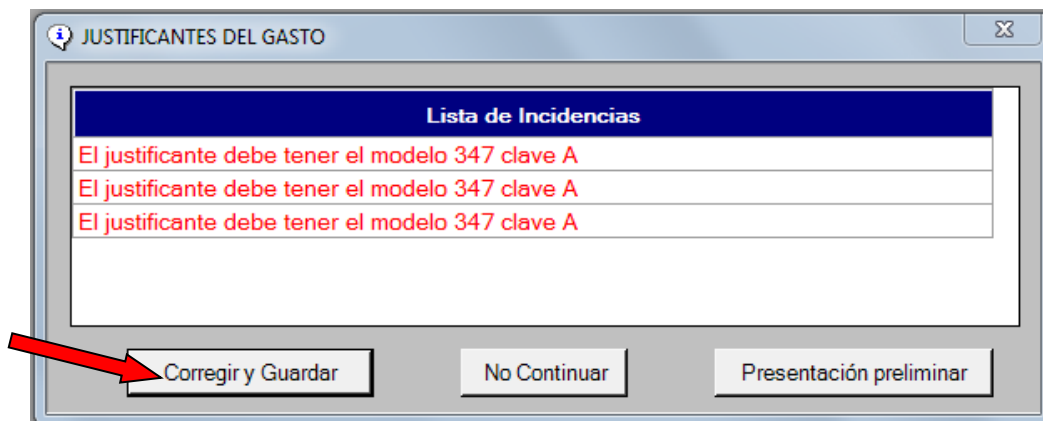 JUSTIFICANTES DEL GASTO
Lista de Incidencias
El justificante debe tener el modelo 347 clave A
El justificante debe tener el modelo 347 clave A
El justificante debe tener el modelo 347 clave A
Corregir y Guardar
No Continuar
Presentación preliminar